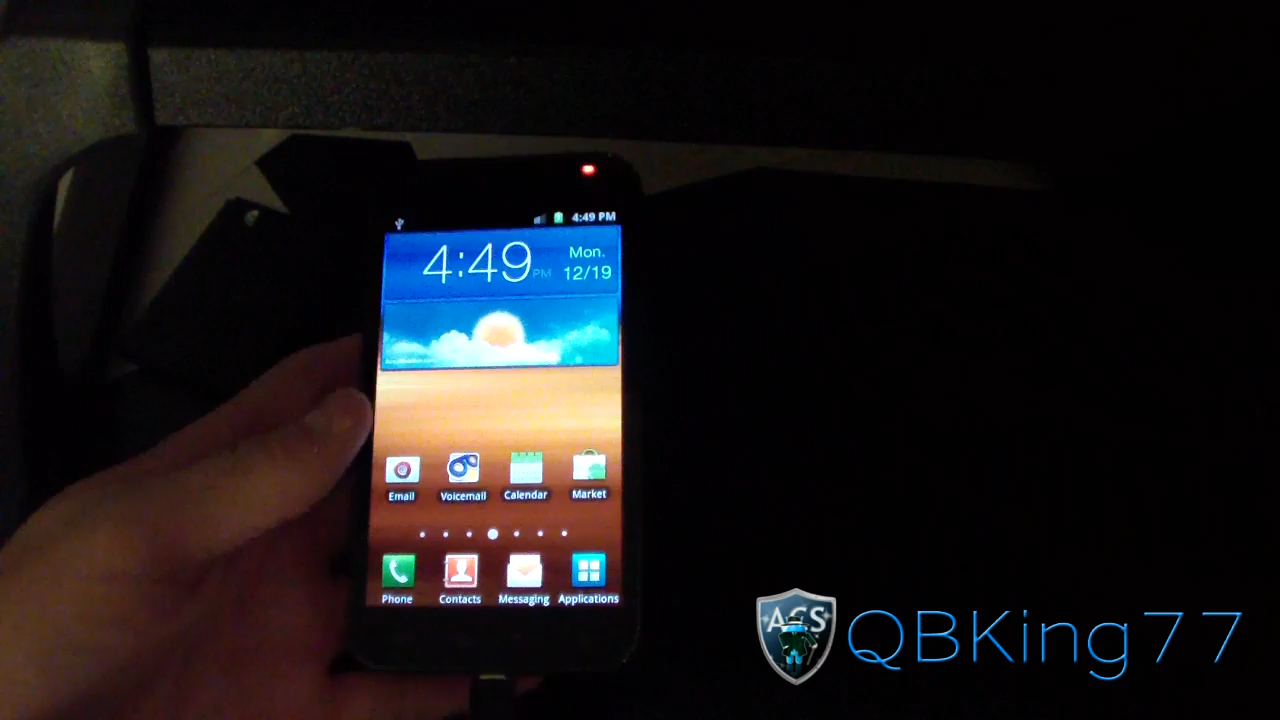 4:49 PM
4:49 PM
Mon.
12/19
Email
Voicemail
Calendar
Market
Phone
Contacts
Messaging
Applications
ACS
QBKing77